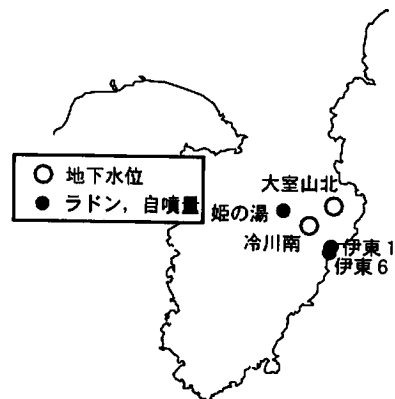 大室山北
地下水位
ラドン，自噴量
姫の湯
冷川南
伊東1
伊東6